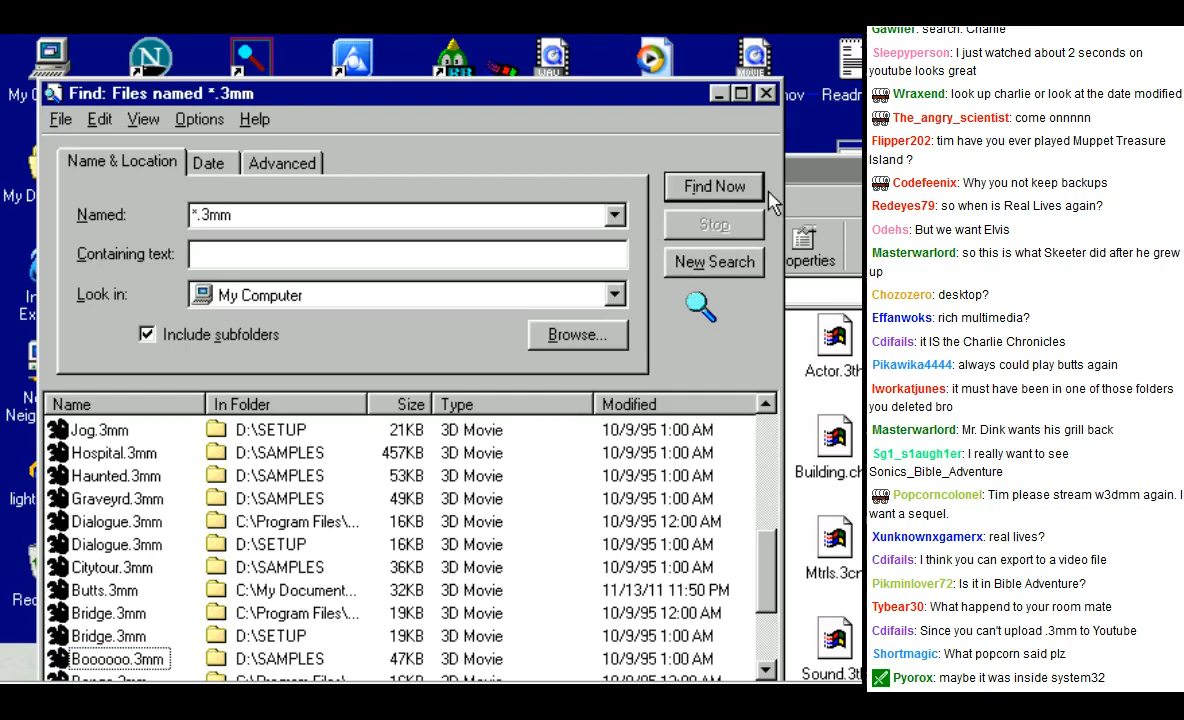 My C
WAV
MOVIE
nov
Readn
Find: Files named *.3mm
File Edit View Options Help
Name & Location Date Advanced
Named: *.3mm
Containing text:
Look in: My Computer
Include subfolders
Browse...
Find Now
Stop
New Search
My D
In
Ex
Ne
Neig
light
Rec
operties
Actor.3th
Building.ch
Mtrls.3cn
Sound.3th
Name In Folder Size Type Modified
Jog.3mm D:\SETUP 21KB 3D Movie 10/9/95 1:00 AM
Hospital.3mm D:\SAMPLES 457KB 3D Movie 10/9/95 1:00 AM
Haunted.3mm D:\SAMPLES 53KB 3D Movie 10/9/95 1:00 AM
Graveyrd.3mm D:\SAMPLES 49KB 3D Movie 10/9/95 1:00 AM
Dialogue.3mm C:\Program Files\... 16KB 3D Movie 10/9/95 12:00 AM
Dialogue.3mm D:\SETUP 16KB 3D Movie 10/9/95 1:00 AM
Citytour.3mm D:\SAMPLES 36KB 3D Movie 10/9/95 1:00 AM
Butts.3mm C:\My Document... 32KB 3D Movie 11/13/11 11:50 PM
Bridge.3mm C:\Program Files\... 19KB 3D Movie 10/9/95 12:00 AM
Bridge.3mm D:\SETUP 19KB 3D Movie 10/9/95 1:00 AM
Boooooo.3mm D:\SAMPLES 47KB 3D Movie 10/9/95 1:00 AM
Gawller: search: Charlie
Sleepyperson: I just watched about 2 seconds on
youtube looks great
Wraxend: look up charlie or look at the date modified
The_angry_scientist: come onnnnn
Flipper202: tim have you ever played Muppet Treasure
Island ?
Codefeenix: Why you not keep backups
Redeyes79: so when is Real Lives again?
Odehs: But we want Elvis
Masterwarlord: so this is what Skeeter did after he grew
up
Chozozero: desktop?
Effanwoks: rich multimedia?
Cdifails: it IS the Charlie Chronicles
Pikawika4444: always could play butts again
Iworkatjunes: it must have been in one of those folders
you deleted bro
Masterwarlord: Mr. Dink wants his grill back
Sg1_s1augh1er: I really want to see
Sonics_Bible_Adventure
Popcorncolonel: Tim please stream w3dmm again. I
want a sequel.
Xunknownxgamerx: real lives?
Cdifails: I think you can export to a video file
Pikminlover72: Is it in Bible Adventure?
Tybear30: What happend to your room mate
Cdifails: Since you can't upload .3mm to Youtube
Shortmagic: What popcorn said plz
Pyorox: maybe it was inside system32